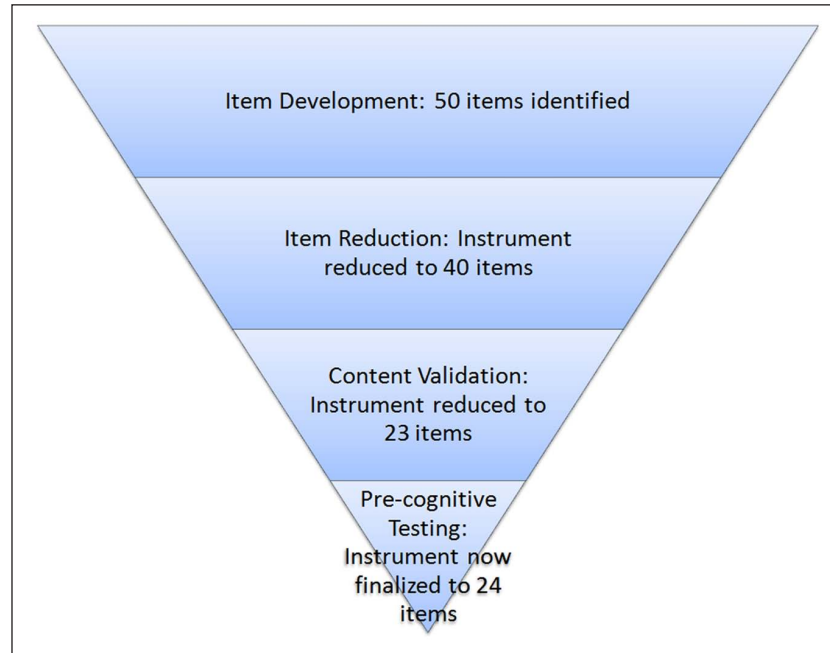 Item Development: 50 items identified
Item Reduction: Instrument
reduced to 40 items
Content Validation:
Instrument reduced to
23 items
Pre-cognitive
Testing:
Instrument now
finalized to 24
items